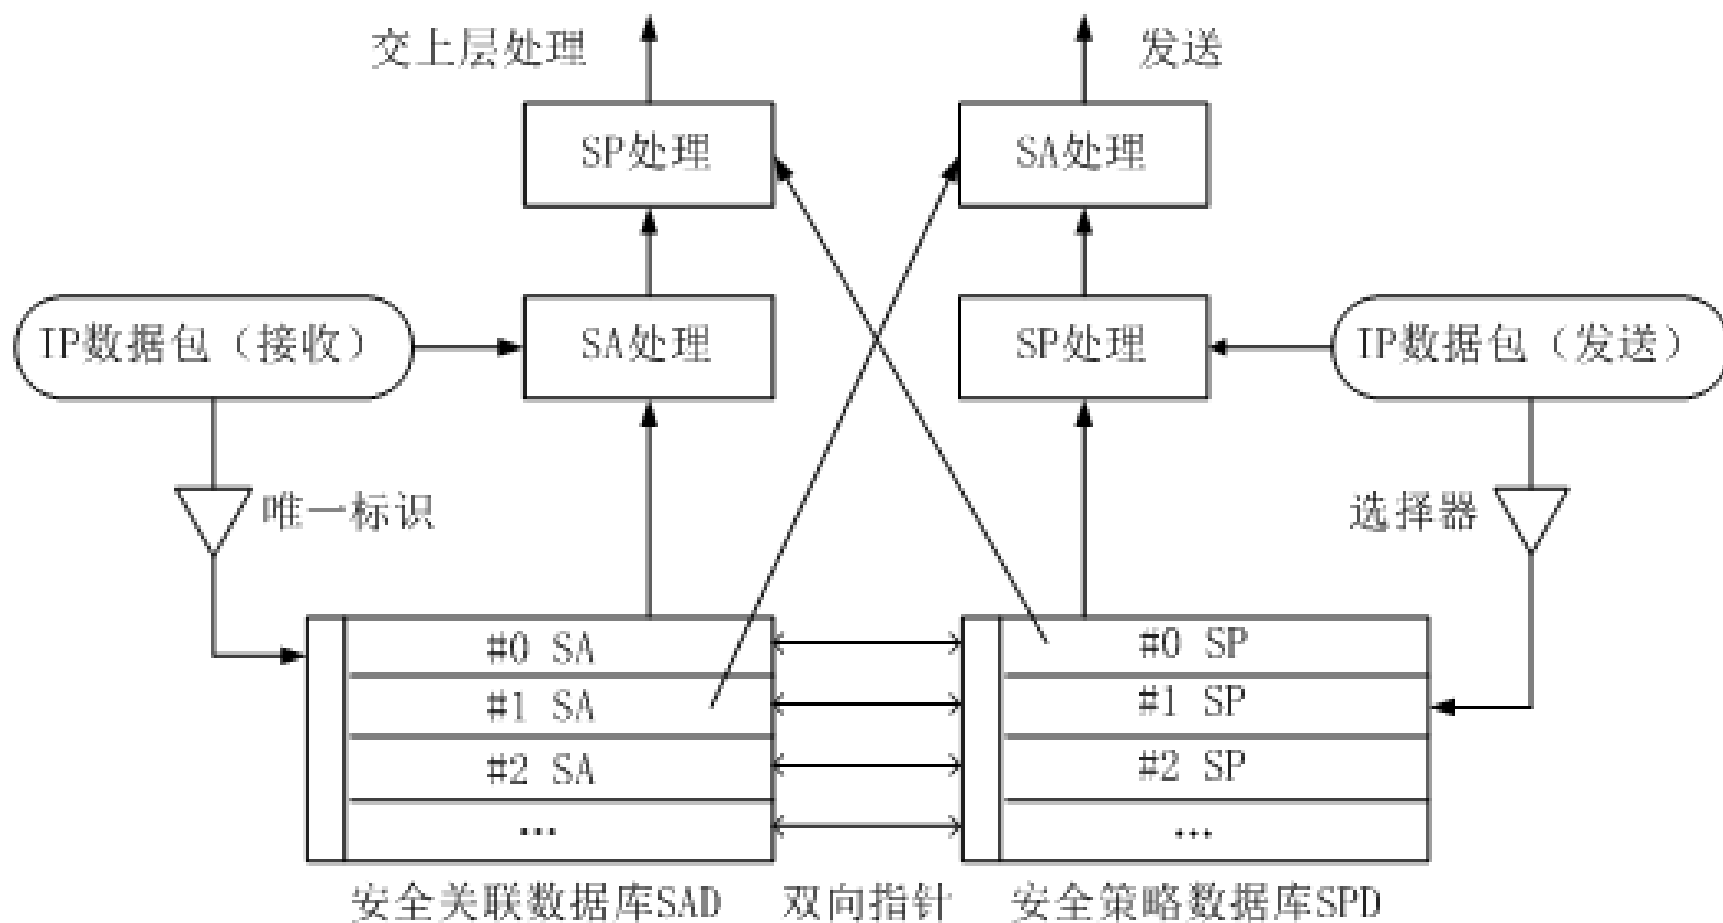 交上层处理
发送
SP处理
SA处理
IP数据包（接收）
SA处理
SP处理
IP数据包（发送）
唯一标识
选择器
#0 SA
#0 SP
#1 SA
#1 SP
#2 SA
#2 SP
...
...
安全关联数据库SAD
双向指针
安全策略数据库SPD